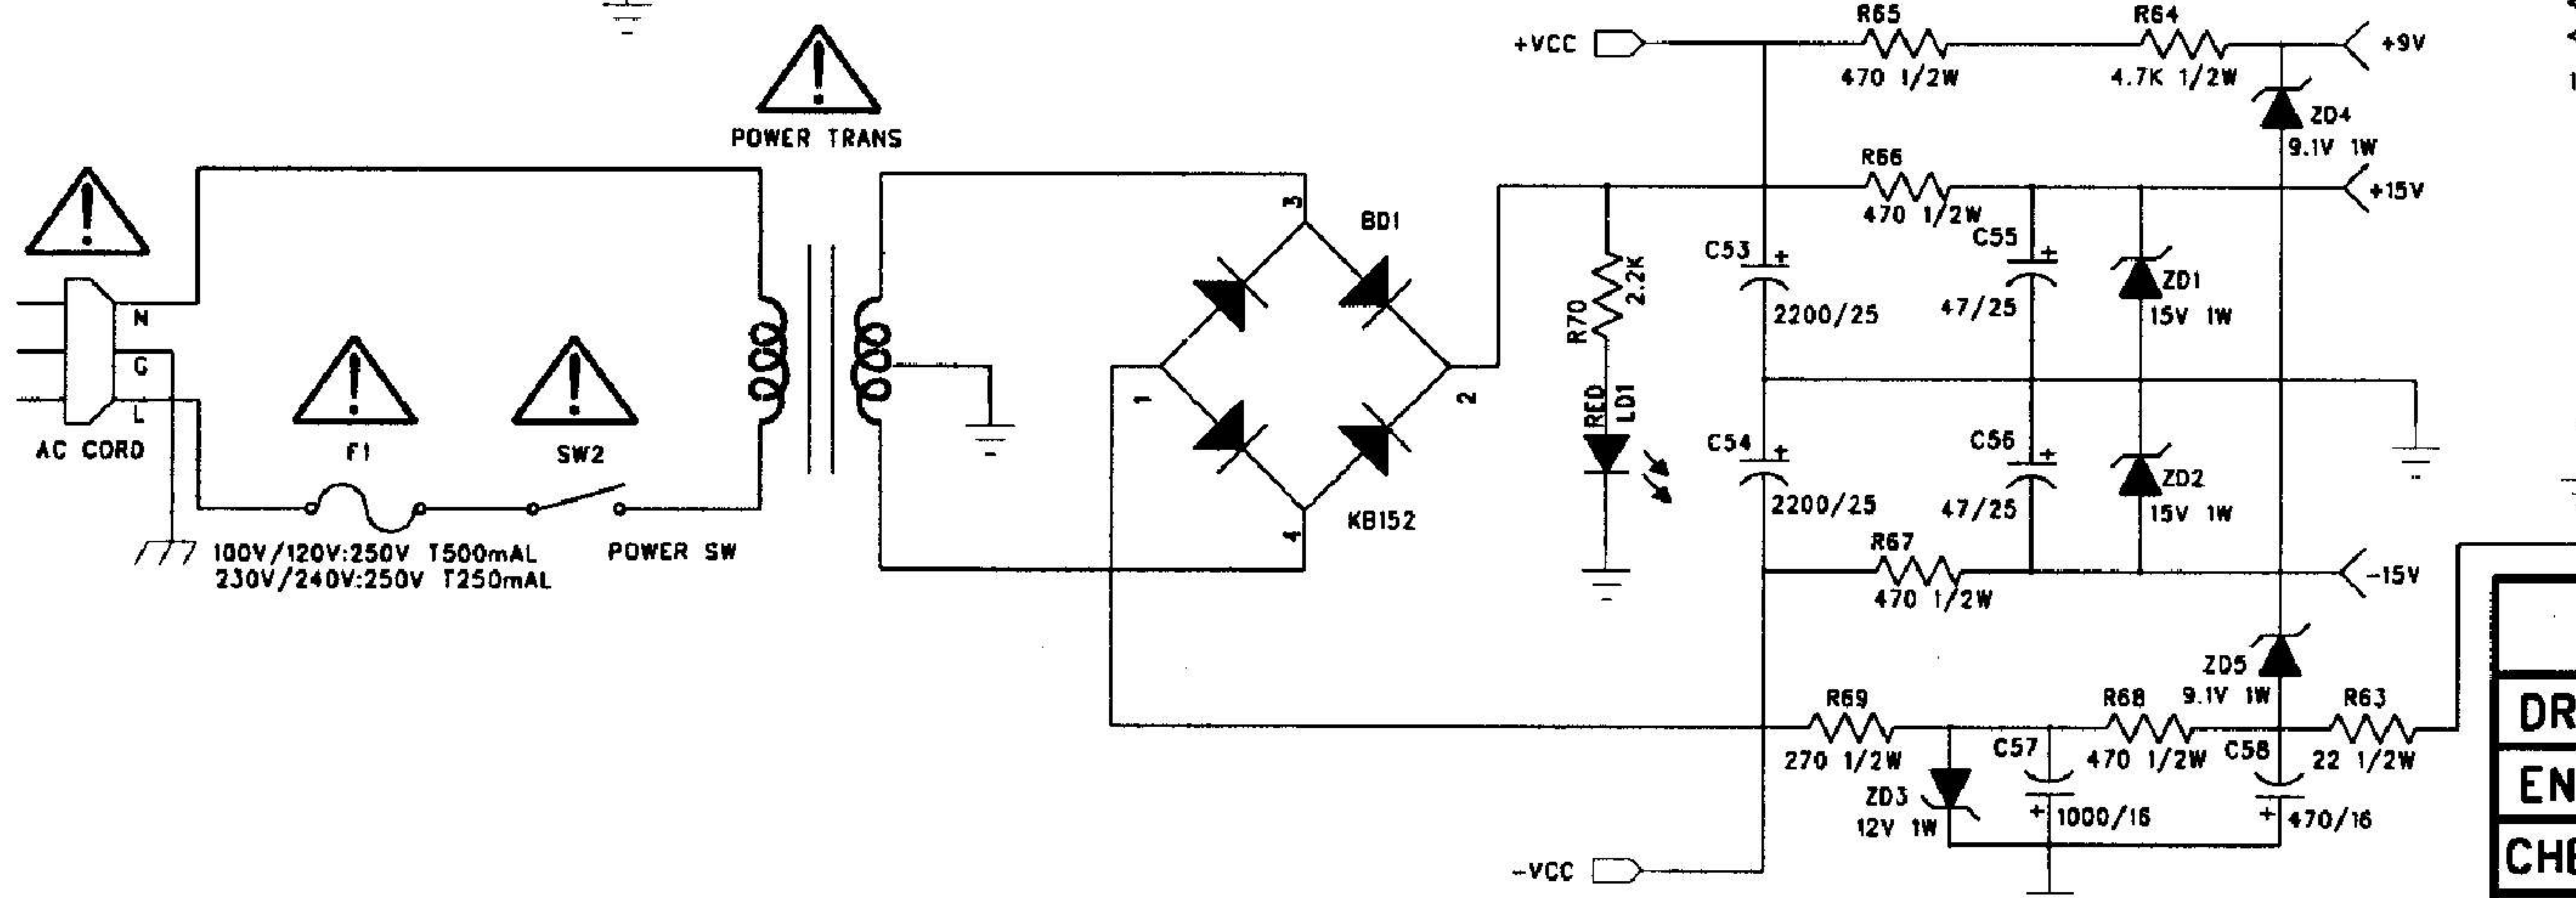 R65
R64
+VCC
+9V
470 1/2W
4.7K 1/2W
ZD4
9.1V 1W
POWER TRANS
R66
+15V
470 1/2W
3
BD1
C53
+
C55
+
2.2K
R70
ZD1
2200/25
47/25
15V 1W
N
G
L
1
2
RED
LD1
AC CORD
F1
SW2
C54
+
C56
+
ZD2
2200/25
47/25
15V 1W
4
KB152
100V/120V:250V T500mAL
230V/240V:250V T250mAL
POWER SW
R67
-15V
470 1/2W
ZD5
9.1V 1W
R69
R68
R63
270 1/2W
C57
470 1/2W
C58
22 1/2W
ZD3
12V 1W
+
1000/16
+
470/16
-VCC
DR
EN
CHE